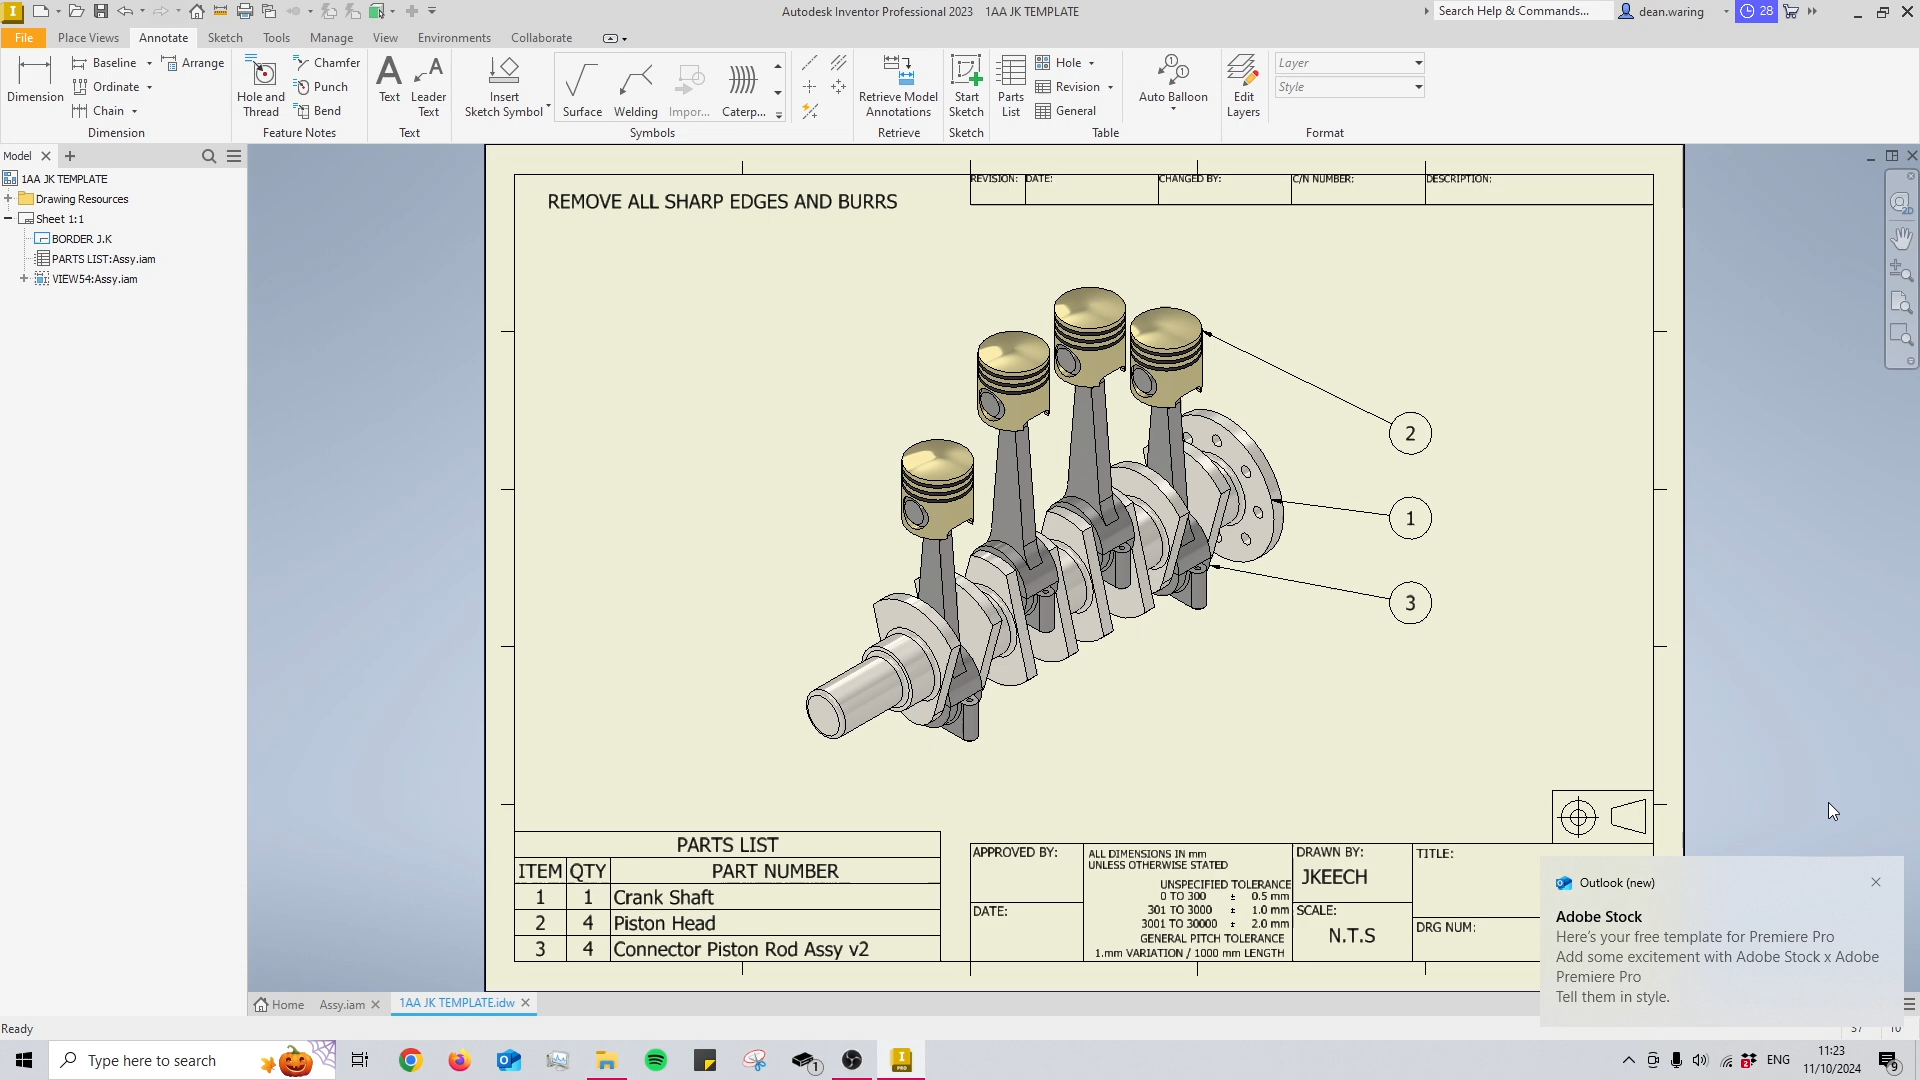 Autodesk Inventor Professional 2023 1AA JK TEMPLATE
Search Help & Commands...
dean.waring
28
File Place Views Annotate Sketch Tools Manage View Environments Collaborate
Dimension
Baseline
Ordinate
Chain
Arrange
Dimension
Hole and Thread
Chamfer
Punch
Bend
Feature Notes
Text
Leader Text
Text
Insert Sketch Symbol
Surface
Welding
Impor...
Caterp...
Symbols
Retrieve Model Annotations
Retrieve
Start Sketch
Sketch
Parts List
Hole
Revision
General
Table
Auto Balloon
Edit Layers
Layer
Style
Format
Model
1AA JK TEMPLATE
Drawing Resources
Sheet 1:1
BORDER J.K
PARTS LIST:Assy.iam
VIEW54:Assy.iam
REMOVE ALL SHARP EDGES AND BURRS
REVISION: DATE: CHANGED BY: C/N NUMBER: DESCRIPTION:
2
1
3
PARTS LIST
ITEM QTY PART NUMBER
1 1 Crank Shaft
2 4 Piston Head
3 4 Connector Piston Rod Assy v2
APPROVED BY:
DATE:
ALL DIMENSIONS IN mm
UNLESS OTHERWISE STATED
UNSPECIFIED TOLERANCE
0 TO 300 ± 0.5 mm
301 TO 3000 ± 1.0 mm
3001 TO 30000 ± 2.0 mm
GENERAL PITCH TOLERANCE
1.mm VARIATION / 1000 mm LENGTH
DRAWN BY:
JKEECH
SCALE:
N.T.S
TITLE:
DRG NUM:
Outlook (new)
Adobe Stock
Here's your free template for Premiere Pro
Add some excitement with Adobe Stock x Adobe
Premiere Pro
Tell them in style.
Home Assy.iam 1AA JK TEMPLATE.idw
Ready
Type here to search
ENG
11:23
11/10/2024
9